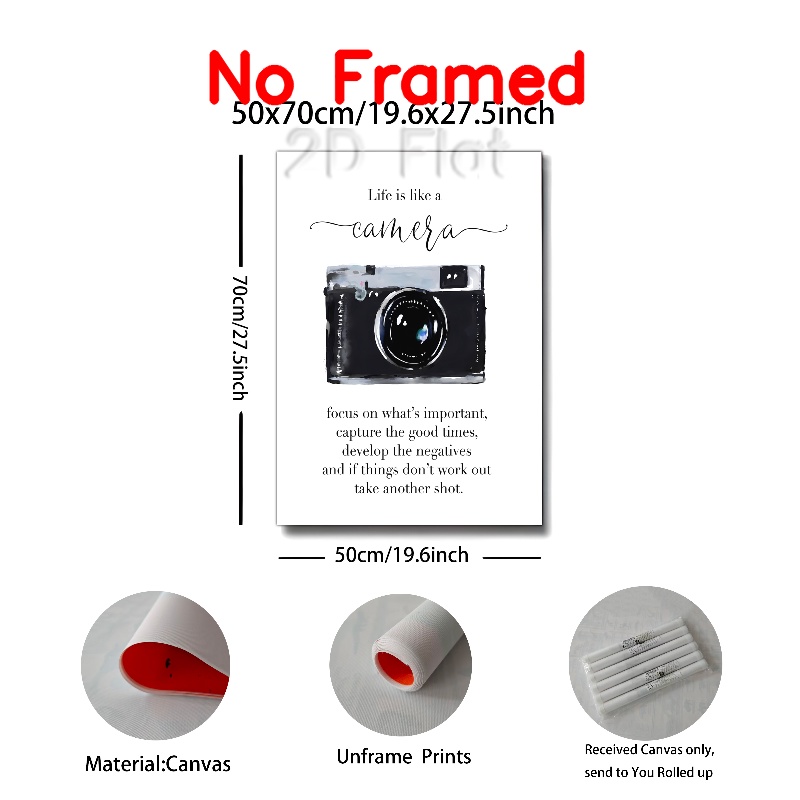 No Framed
50x70cm/19.6x27.5inch
2D Flat
Life is like a
camera
70cm/27.5inch
focus on what's important,
capture the good times,
develop the negatives
and if things don't work out
take another shot.
50cm/19.6inch
Material:Canvas
Unframe Prints
Received Canvas only,
send to You Rolled up